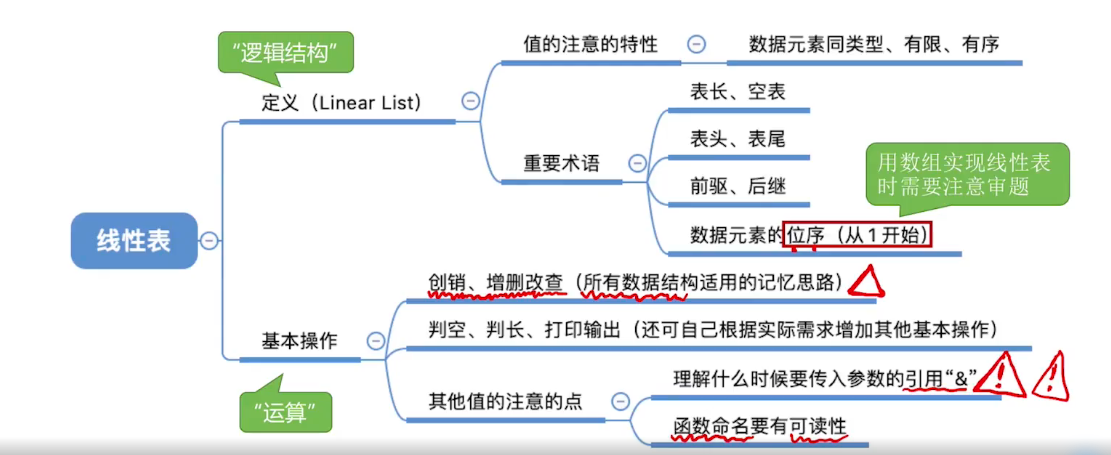 “逻辑结构”
定义（Linear List）
值的注意的特性
数据元素同类型、有限、有序
重要术语
表长、空表
表头、表尾
前驱、后继
数据元素的位序（从1开始）
用数组实现线性表
时需要注意审题
线性表
基本操作
“运算”
创销、增删改查（所有数据结构适用的记忆思路）
判空、判长、打印输出（还可自己根据实际需求增加其他基本操作）
其他值的注意的点
理解什么时候要传入参数的引用“&”
函数命名要有可读性